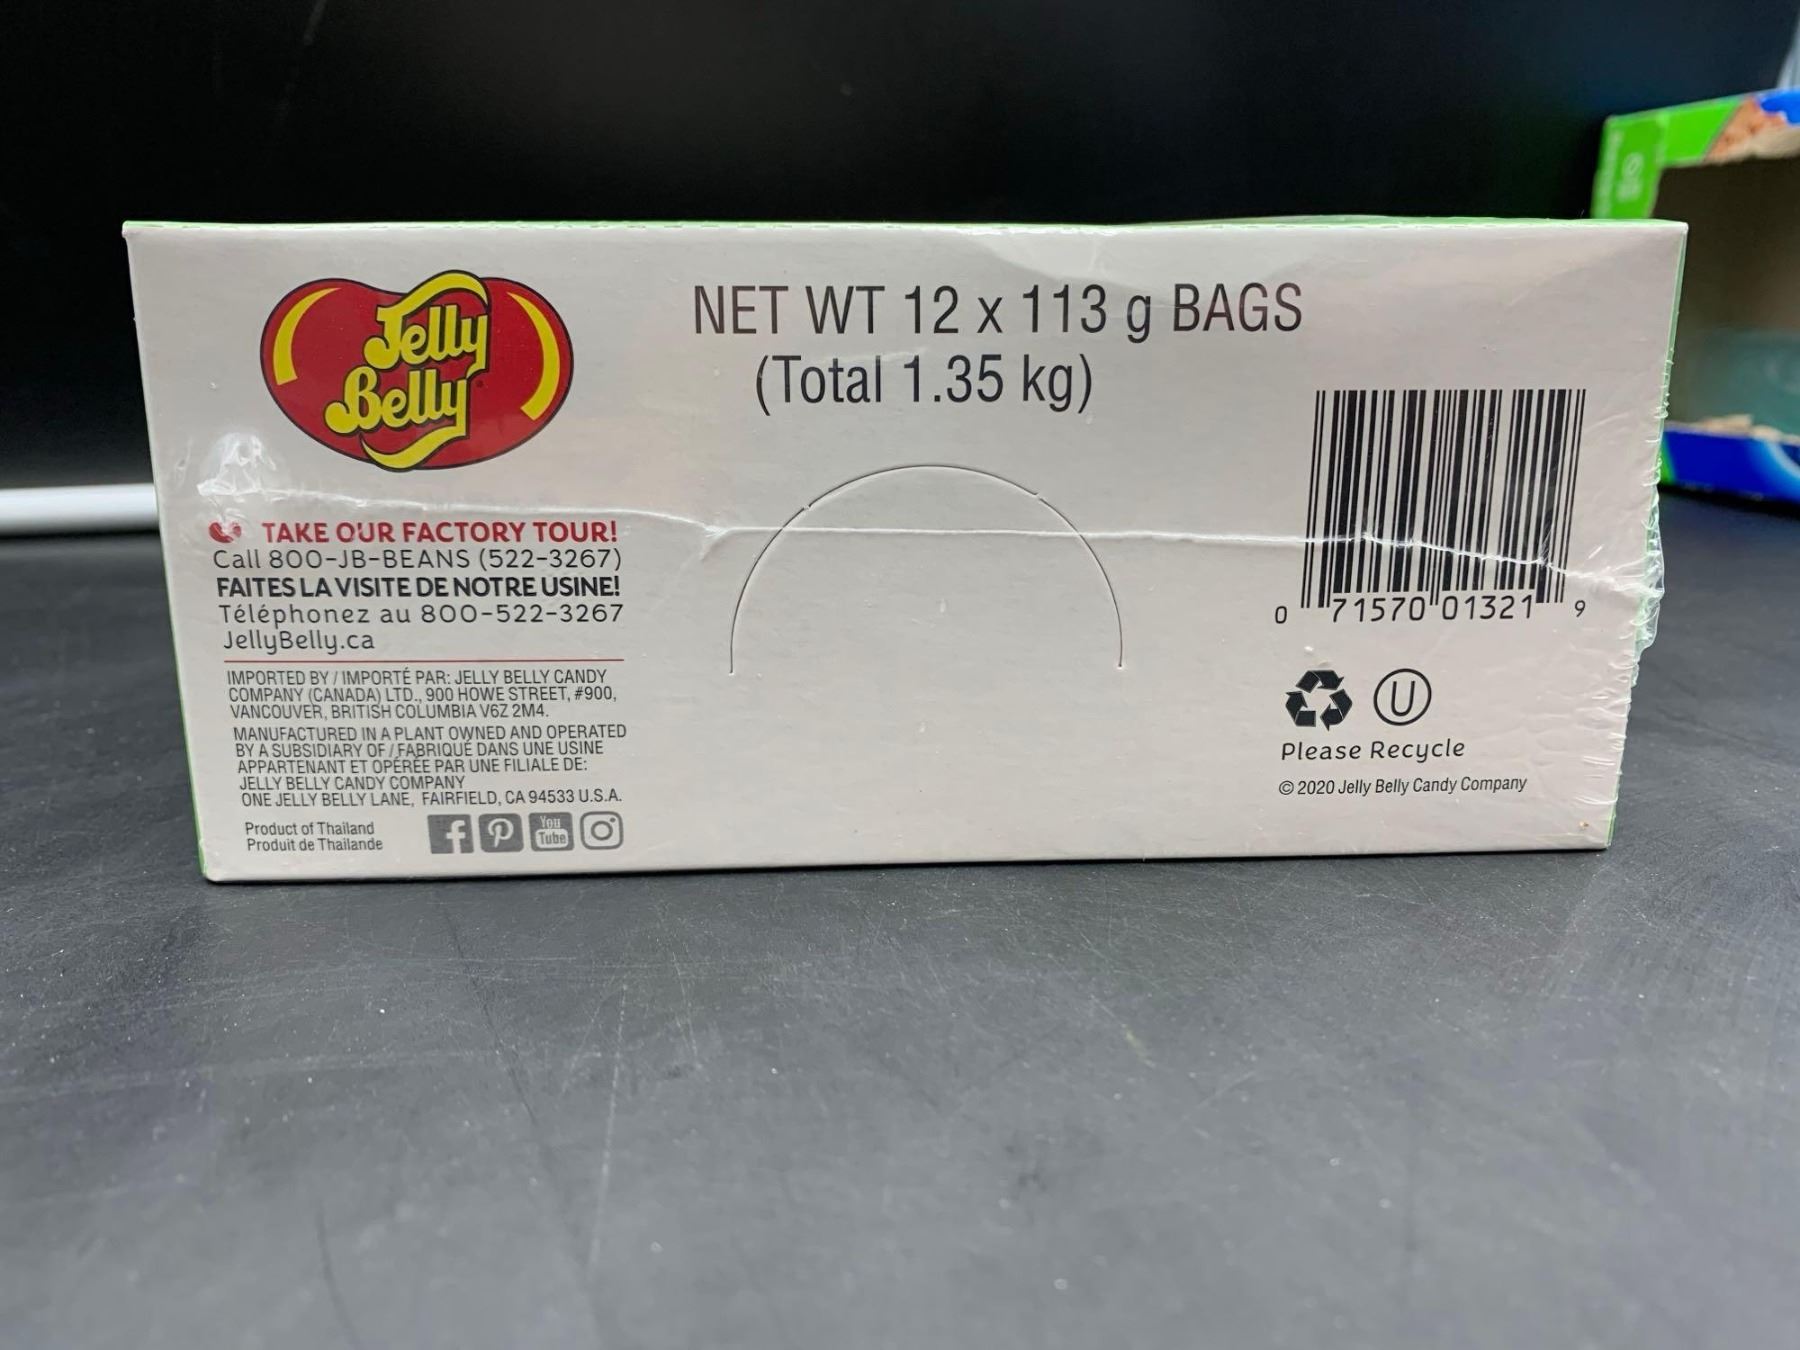 Jelly
Belly
NET WT 12 x 113 g BAGS
(Total 1.35 kg)
TAKE OUR FACTORY TOUR!
Call 800-JB-BEANS (522-3267)
FAITES LA VISITE DE NOTRE USINE!
Téléphonez au 800-522-3267
JellyBelly.ca
IMPORTED BY / IMPORTÉ PAR: JELLY BELLY CANDY
COMPANY (CANADA) LTD., 900 HOWE STREET, #900,
VANCOUVER, BRITISH COLUMBIA V6Z 2M4.
MANUFACTURED IN A PLANT OWNED AND OPERATED
BY A SUBSIDIARY OF / FABRIQUÉ DANS UNE USINE
APPARTENANT ET OPÉRÉE PAR UNE FILIALE DE:
JELLY BELLY CANDY COMPANY
ONE JELLY BELLY LANE, FAIRFIELD, CA 94533 U.S.A.
Product of Thailand
Produit de Thaïlande
You
Tube
0 71570 01321 9
U
Please Recycle
© 2020 Jelly Belly Candy Company